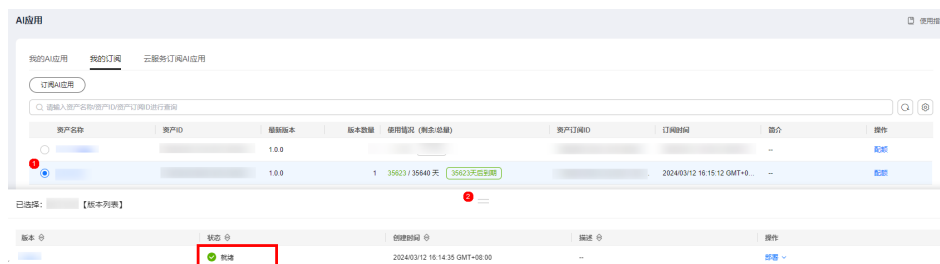 AI应用
使用指
我的AI应用 我的订阅 云服务订阅AI应用
订阅AI应用
请输入资产名称/资产ID/资产订阅ID进行查询
资产名称 资产ID 最新版本 版本数量 使用情况 (剩余/总量) 资产订阅ID 订阅时间 简介 操作
1.0.0 -- 配额
1 1.0.0 1 35623 / 35640 天 35623天后到期 2024/03/12 16:15:12 GMT+0... -- 配额
2
已选择: 【版本列表】
版本 状态 创建时间 描述 操作
就绪 2024/03/12 16:14:35 GMT+08:00 -- 部署